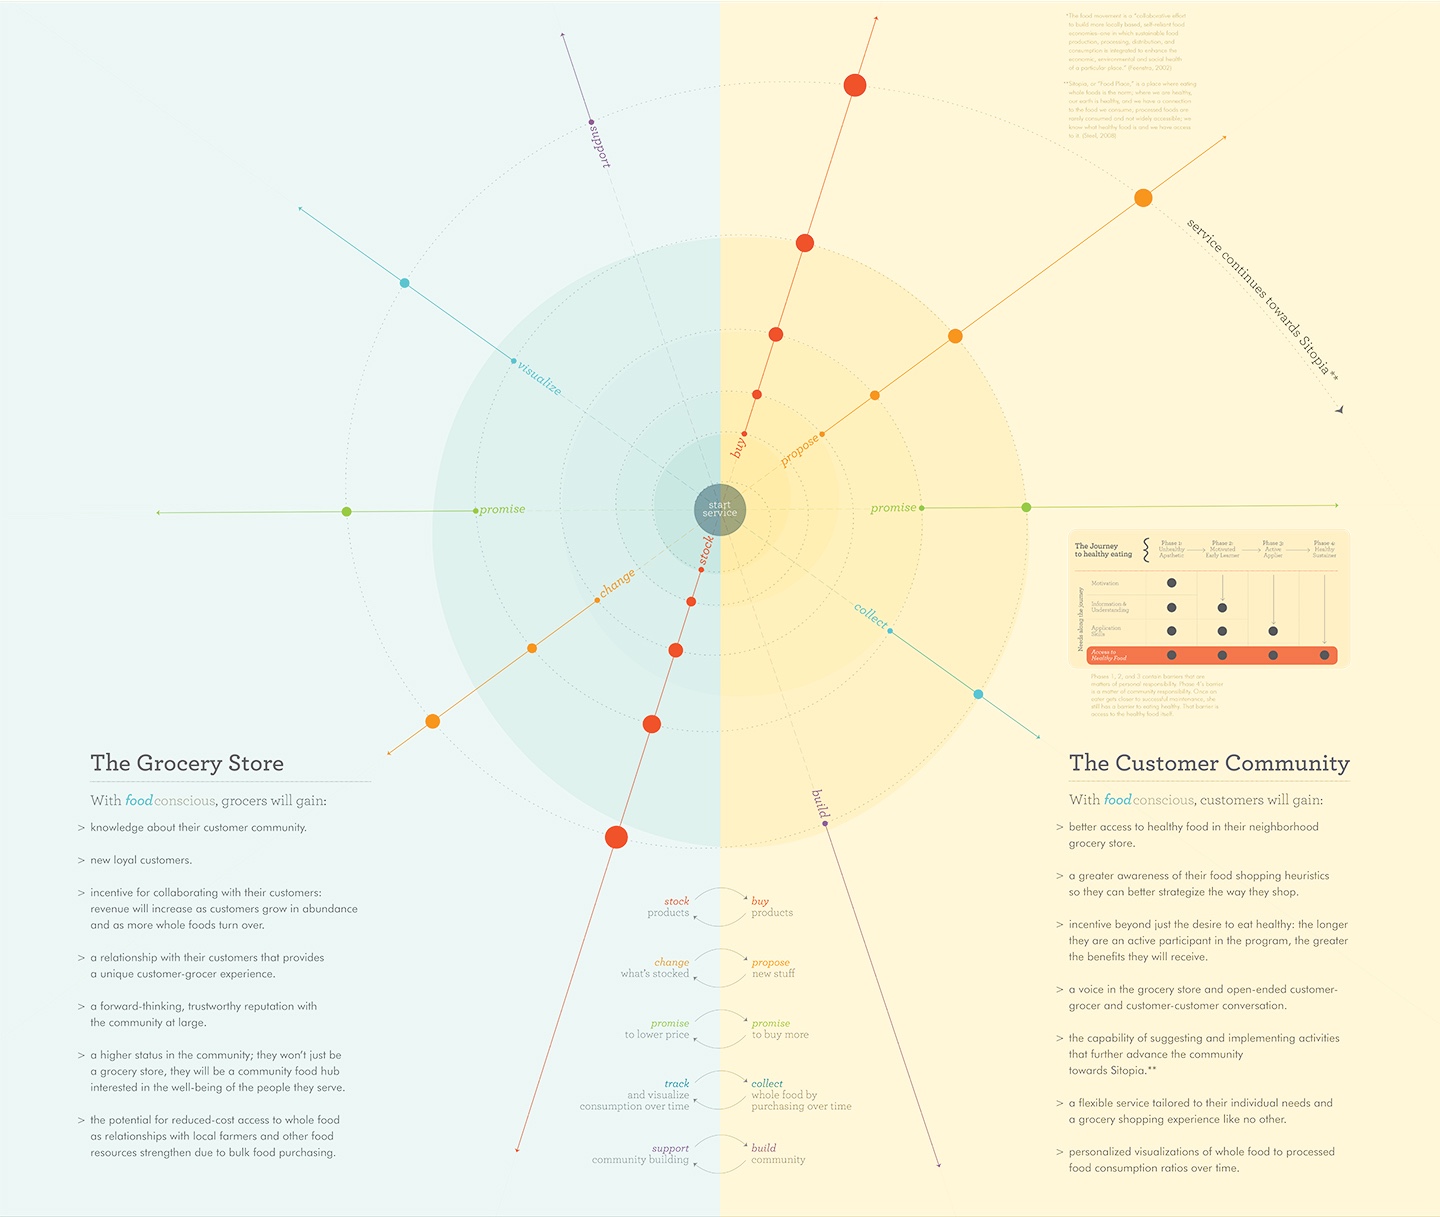 *The food movement is a "collaborative effort
to build more locally based, self-reliant food
economies-one in which sustainable food
production, processing, distribution, and
consumption is integrated to enhance the
economic, environmental and social health
of a particular place." (Feenstra, 2002)
**Sitopia, or "Food Place," is a place where eating
whole foods is the norm; where we are healthy,
our earth is healthy, and we have a connection
to the food we consume; processed foods are
rarely consumed and not widely accessible; we
know what healthy food is and we have access
to it. (Steel, 2008)
support
service continues towards Sitopia**
visualize
buy
propose
promise
start
service
promise
stock
change
collect
build
The Journey
to healthy eating
Phase 1:
Unhealthy
Apathetic
Phase 2:
Motivated
Early Learner
Phase 3:
Active
Applier
Phase 4:
Healthy
Sustainer
Needs along the journey
Motivation
Information &
Understanding
Application
Skills
Access to
Healthy Food
Phases 1, 2, and 3 contain barriers that are
matters of personal responsibility. Phase 4's barrier
is a matter of community responsibility. Once an
eater gets closer to successful maintenance, she
still has a barrier to eating healthy. That barrier is
access to the healthy food itself.
The Grocery Store
With foodconscious, grocers will gain:
> knowledge about their customer community.
> new loyal customers.
> incentive for collaborating with their customers:
revenue will increase as customers grow in abundance
and as more whole foods turn over.
> a relationship with their customers that provides
a unique customer-grocer experience.
> a forward-thinking, trustworthy reputation with
the community at large.
> a higher status in the community; they won't just be
a grocery store, they will be a community food hub
interested in the well-being of the people they serve.
> the potential for reduced-cost access to whole food
as relationships with local farmers and other food
resources strengthen due to bulk food purchasing.
stock
products
buy
products
change
what's stocked
propose
new stuff
promise
to lower price
promise
to buy more
track
and visualize
consumption over time
collect
whole food by
purchasing over time
support
community building
build
community
The Customer Community
With foodconscious, customers will gain:
> better access to healthy food in their neighborhood
grocery store.
> a greater awareness of their food shopping heuristics
so they can better strategize the way they shop.
> incentive beyond just the desire to eat healthy: the longer
they are an active participant in the program, the greater
the benefits they will receive.
> a voice in the grocery store and open-ended customer-
grocer and customer-customer conversation.
> the capability of suggesting and implementing activities
that further advance the community
towards Sitopia.**
> a flexible service tailored to their individual needs and
a grocery shopping experience like no other.
> personalized visualizations of whole food to processed
food consumption ratios over time.